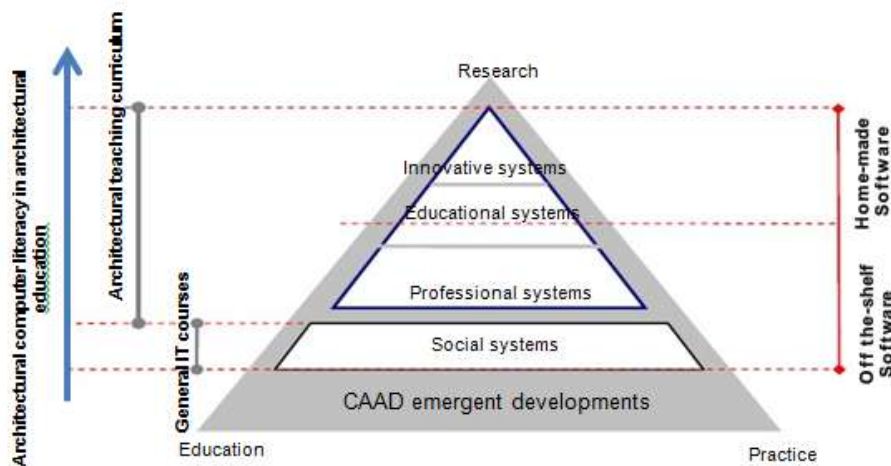 Architectural computer literacy in architectural
education
Architectural teaching curriculum
General IT courses
Research
Innovative systems
Educational systems
Professional systems
Social systems
CAAD emergent developments
Education
Practice
Home-made
Software
Off the-shelf
Software